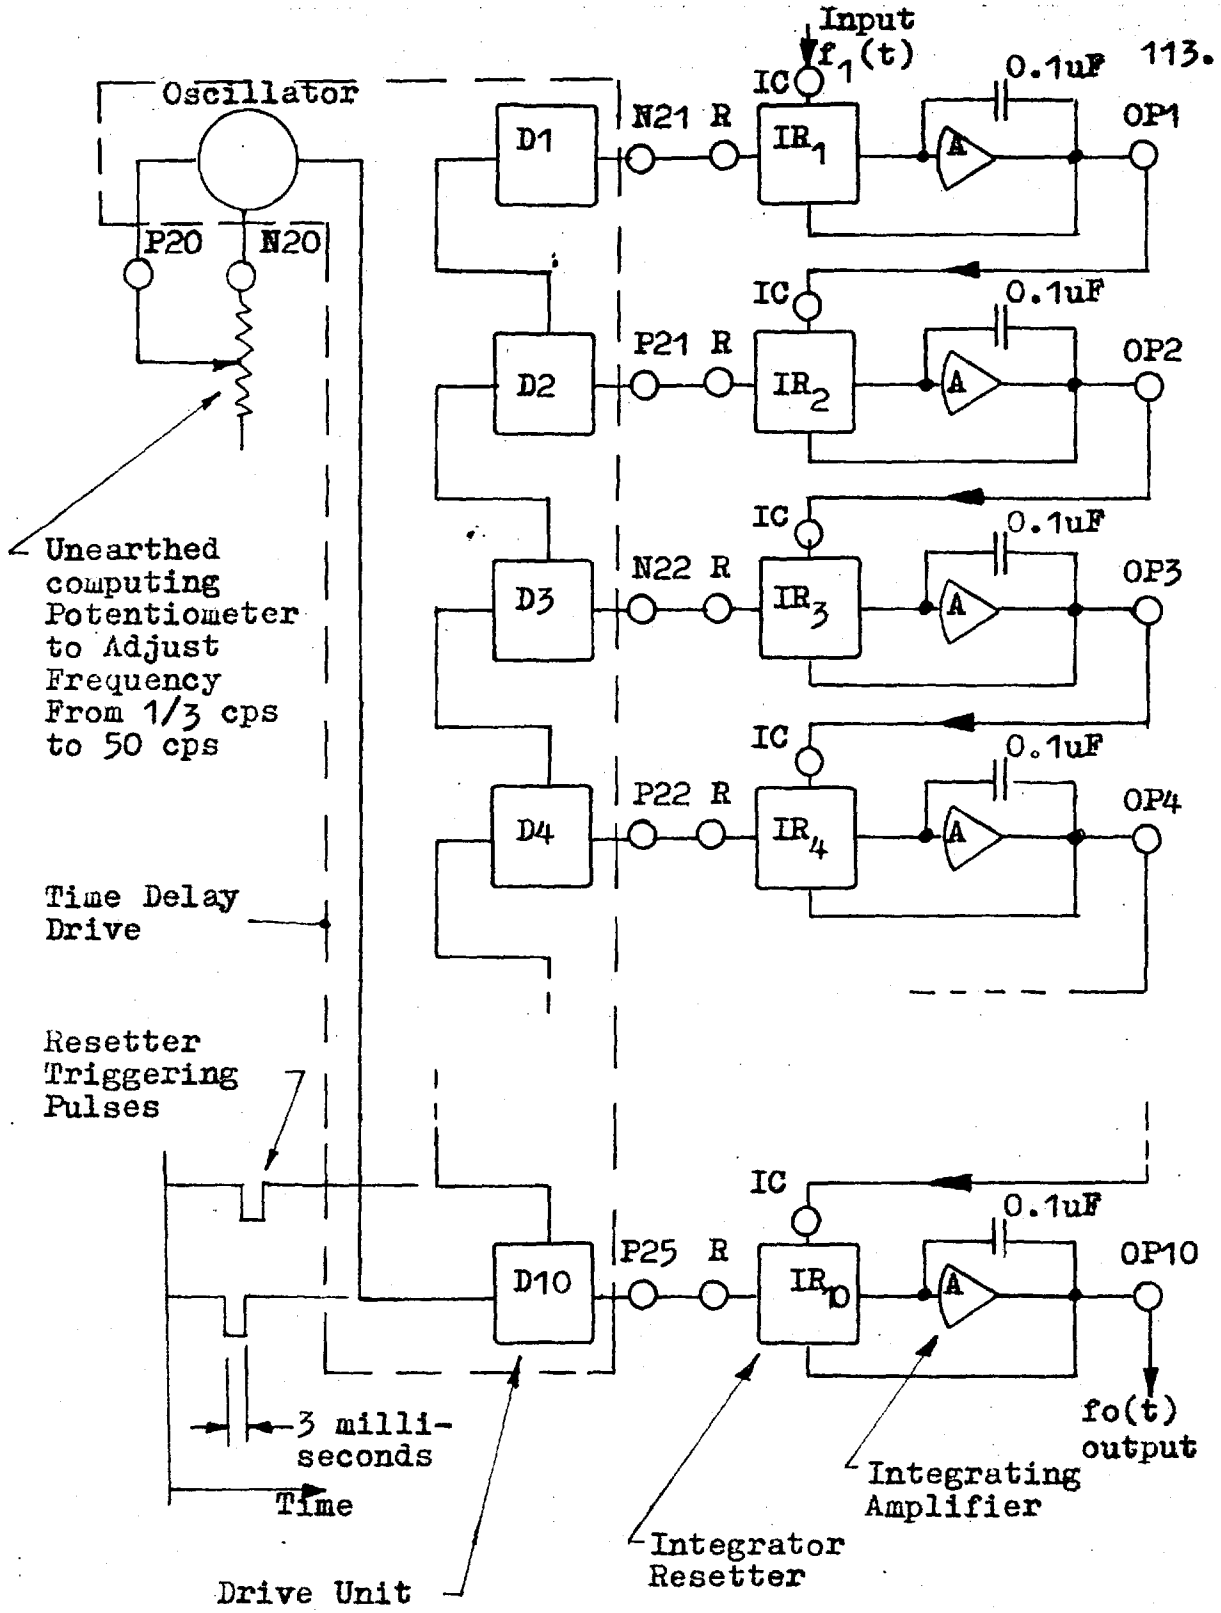 Input
f1(t)
113.
Oscillator
IC
0.1uF
D1
N21 R
IR1
A
OP1
P20
N20
IC
0.1uF
D2
P21 R
IR2
A
OP2
Unearthed
computing
Potentiometer
to Adjust
Frequency
From 1/3 cps
to 50 cps
IC
0.1uF
D3
N22 R
IR3
A
OP3
IC
0.1uF
D4
P22 R
IR4
A
OP4
Time Delay
Drive
Resetter
Triggering
Pulses
IC
0.1uF
D10
P25 R
IR10
A
OP10
3 milli-
seconds
Time
fo(t)
output
Integrating
Amplifier
Integrator
Resetter
Drive Unit